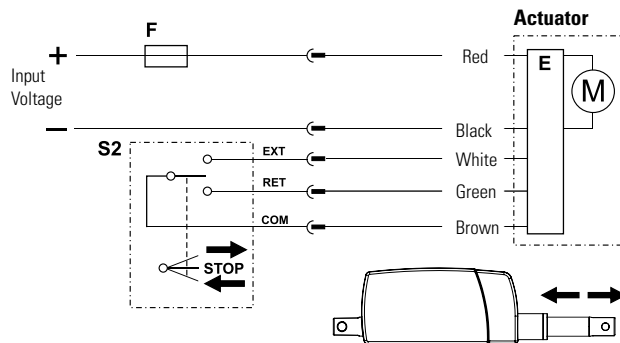 Actuator
F
+
Red
E
Input
Voltage
M
—
Black
S2
EXT
White
RET
Green
COM
Brown
STOP